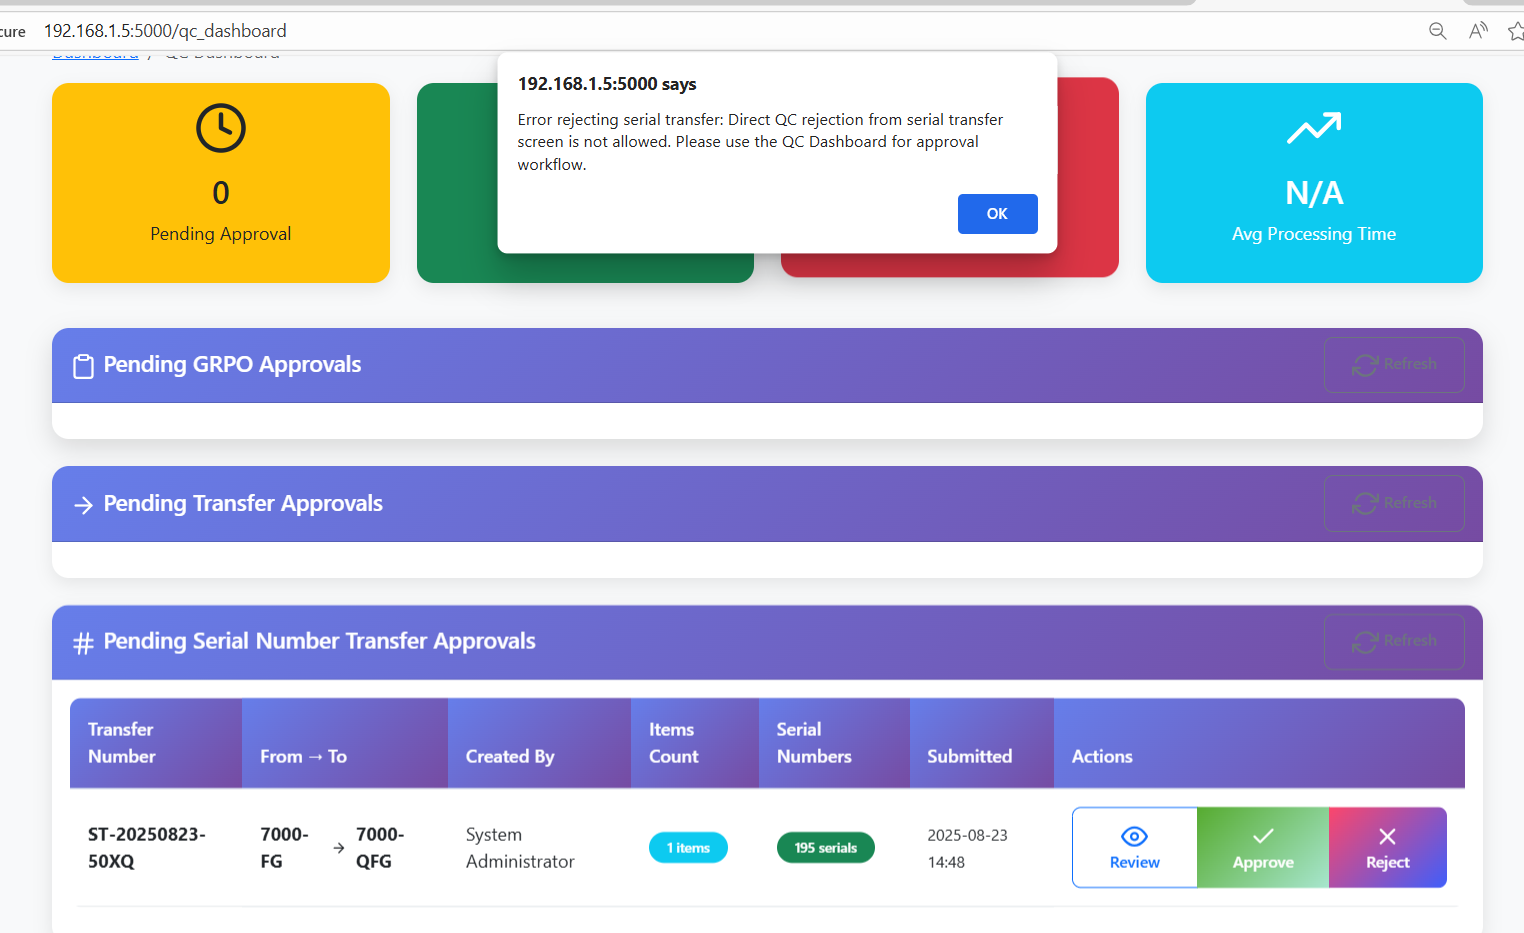 cure 192.168.1.5:5000/qc_dashboard
Dashboard / QC Dashboard
192.168.1.5:5000 says
Error rejecting serial transfer: Direct QC rejection from serial transfer
screen is not allowed. Please use the QC Dashboard for approval
workflow.
OK
0
Pending Approval
N/A
Avg Processing Time
Pending GRPO Approvals
Refresh
Pending Transfer Approvals
Refresh
# Pending Serial Number Transfer Approvals
Refresh
Transfer
Number
From → To
Created By
Items
Count
Serial
Numbers
Submitted
Actions
ST-20250823-
50XQ
7000-
FG
→
7000-
QFG
System
Administrator
1 items
195 serials
2025-08-23
14:48
Review
Approve
Reject